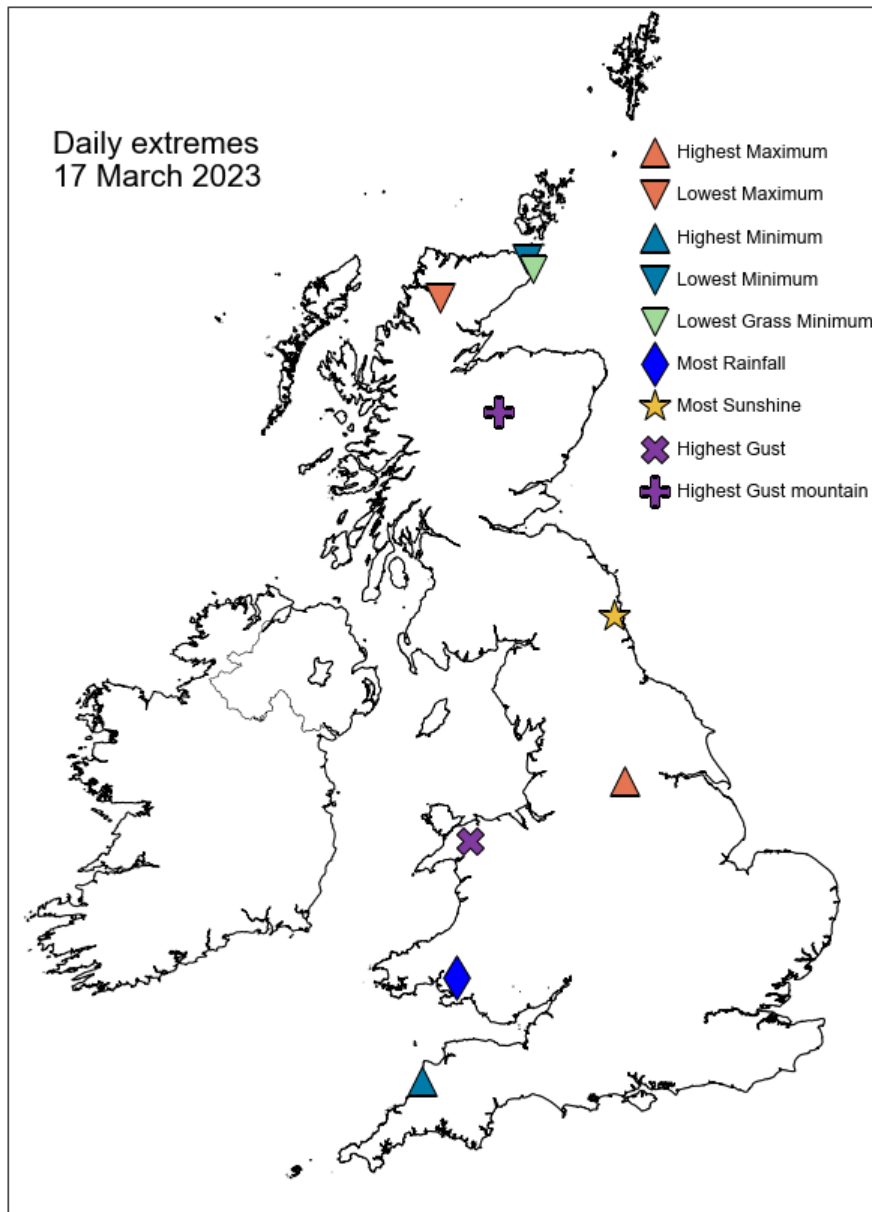 Daily extremes
17 March 2023
Highest Maximum
Lowest Maximum
Highest Minimum
Lowest Minimum
Lowest Grass Minimum
Most Rainfall
Most Sunshine
Highest Gust
Highest Gust mountain